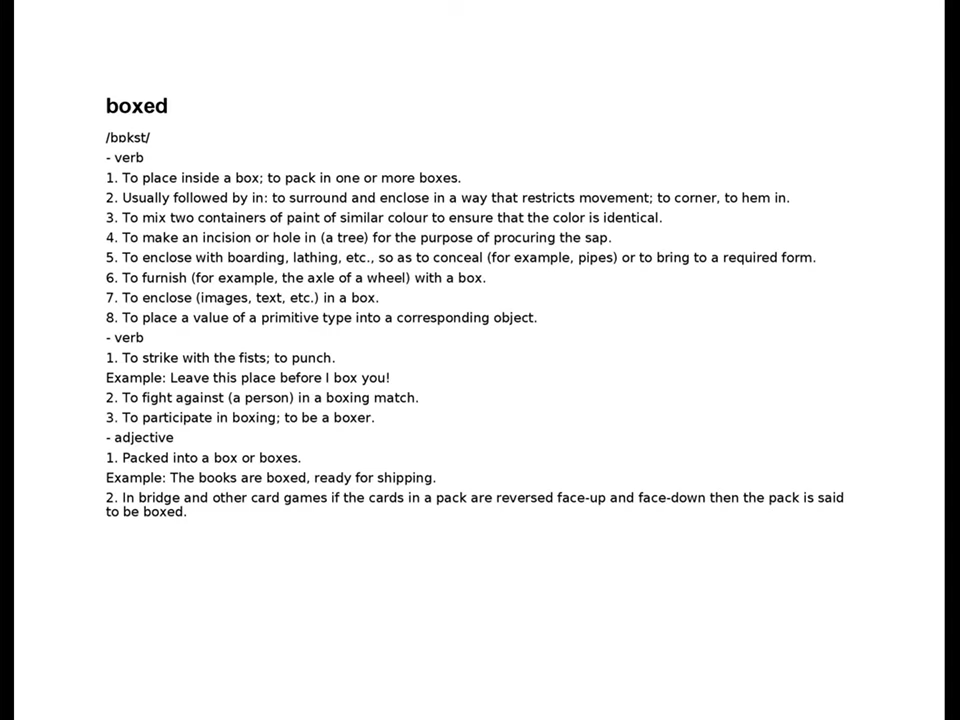 boxed
/bɒkst/
- verb
1. To place inside a box; to pack in one or more boxes.
2. Usually followed by in: to surround and enclose in a way that restricts movement; to corner, to hem in.
3. To mix two containers of paint of similar colour to ensure that the color is identical.
4. To make an incision or hole in (a tree) for the purpose of procuring the sap.
5. To enclose with boarding, lathing, etc., so as to conceal (for example, pipes) or to bring to a required form.
6. To furnish (for example, the axle of a wheel) with a box.
7. To enclose (images, text, etc.) in a box.
8. To place a value of a primitive type into a corresponding object.
- verb
1. To strike with the fists; to punch.
Example: Leave this place before I box you!
2. To fight against (a person) in a boxing match.
3. To participate in boxing; to be a boxer.
- adjective
1. Packed into a box or boxes.
Example: The books are boxed, ready for shipping.
2. In bridge and other card games if the cards in a pack are reversed face-up and face-down then the pack is said
to be boxed.